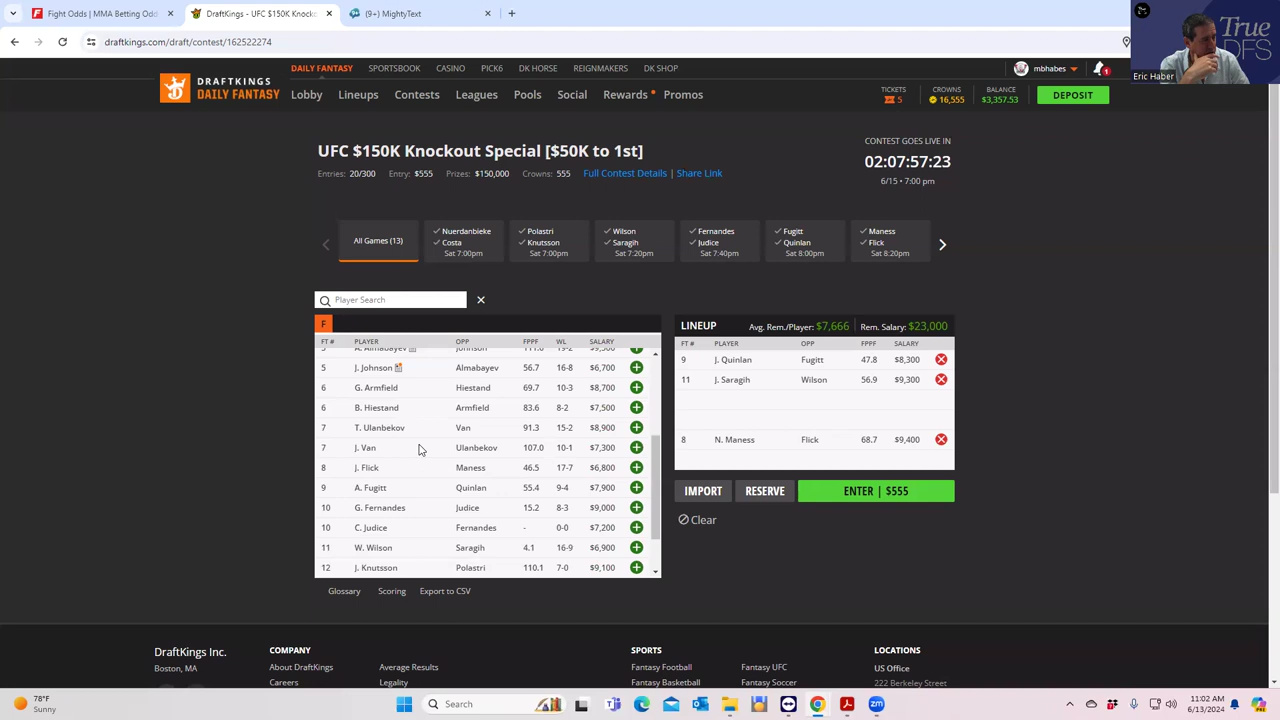 Fight Odds | MMA Betting Odd
DraftKings - UFC $150K Knocko
(9+) MightyText
draftkings.com/draft/contest/162522274
True DFS
Eric Haber
DRAFTKINGS
DAILY FANTASY
DAILY FANTASY SPORTSBOOK CASINO PICK6 DK HORSE REIGNMAKERS DK SHOP
mbhabes
1
Lobby Lineups Contests Leagues Pools Social Rewards Promos
TICKETS CROWNS BALANCE
5 16,555 $3,357.53
DEPOSIT
UFC $150K Knockout Special [$50K to 1st]
Entries: 20/300 Entry: $555 Prizes: $150,000 Crowns: 555 Full Contest Details | Share Link
CONTEST GOES LIVE IN
02:07:57:23
6/15 • 7:00 pm
All Games (13)
Nuerdanbieke
Costa
Sat 7:00pm
Polastri
Knutsson
Sat 7:00pm
Wilson
Saragih
Sat 7:20pm
Fernandes
Judice
Sat 7:40pm
Fugitt
Quinlan
Sat 8:00pm
Maness
Flick
Sat 8:20pm
Player Search
F
FT # PLAYER OPP FPPF WL SALARY
5 J. Johnson Almabayev 56.7 16-8 $6,700
6 G. Armfield Hiestand 69.7 10-3 $8,700
6 B. Hiestand Armfield 83.6 8-2 $7,500
7 T. Ulanbekov Van 91.3 15-2 $8,900
7 J. Van Ulanbekov 107.0 10-1 $7,300
8 J. Flick Maness 46.5 17-7 $6,800
9 A. Fugitt Quinlan 55.4 9-4 $7,900
10 G. Fernandes Judice 15.2 8-3 $9,000
10 C. Judice Fernandes - 0-0 $7,200
11 W. Wilson Saragih 4.1 16-9 $6,900
12 J. Knutsson Polastri 110.1 7-0 $9,100
Glossary Scoring Export to CSV
LINEUP Avg. Rem./Player: $7,666 Rem. Salary: $23,000
FT # PLAYER OPP FPPF SALARY
9 J. Quinlan Fugitt 47.8 $8,300
11 J. Saragih Wilson 56.9 $9,300
8 N. Maness Flick 68.7 $9,400
IMPORT RESERVE ENTER | $555
Clear
DraftKings Inc.
Boston, MA
COMPANY
About DraftKings
Careers
Average Results
Legality
SPORTS
Fantasy Football
Fantasy Basketball
Fantasy UFC
Fantasy Soccer
LOCATIONS
US Office
222 Berkeley Street
78°F
Sunny
Search
11:02 AM
6/13/2024